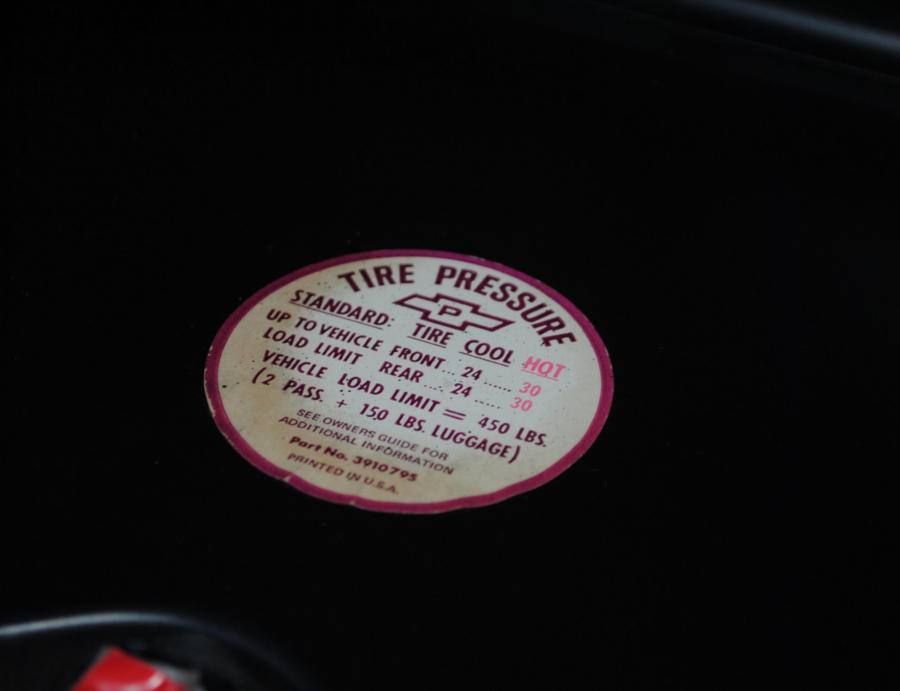 TIRE PRESSURE
P
STANDARD: TIRE COOL HOT
UP TO VEHICLE FRONT... 24 ...... 30
LOAD LIMIT REAR.... 24 ..... 30
VEHICLE LOAD LIMIT = 450 LBS.
(2 PASS. + 150 LBS. LUGGAGE)
SEE OWNERS GUIDE FOR
ADDITIONAL INFORMATION
Part No. 3910795
PRINTED IN U.S.A.